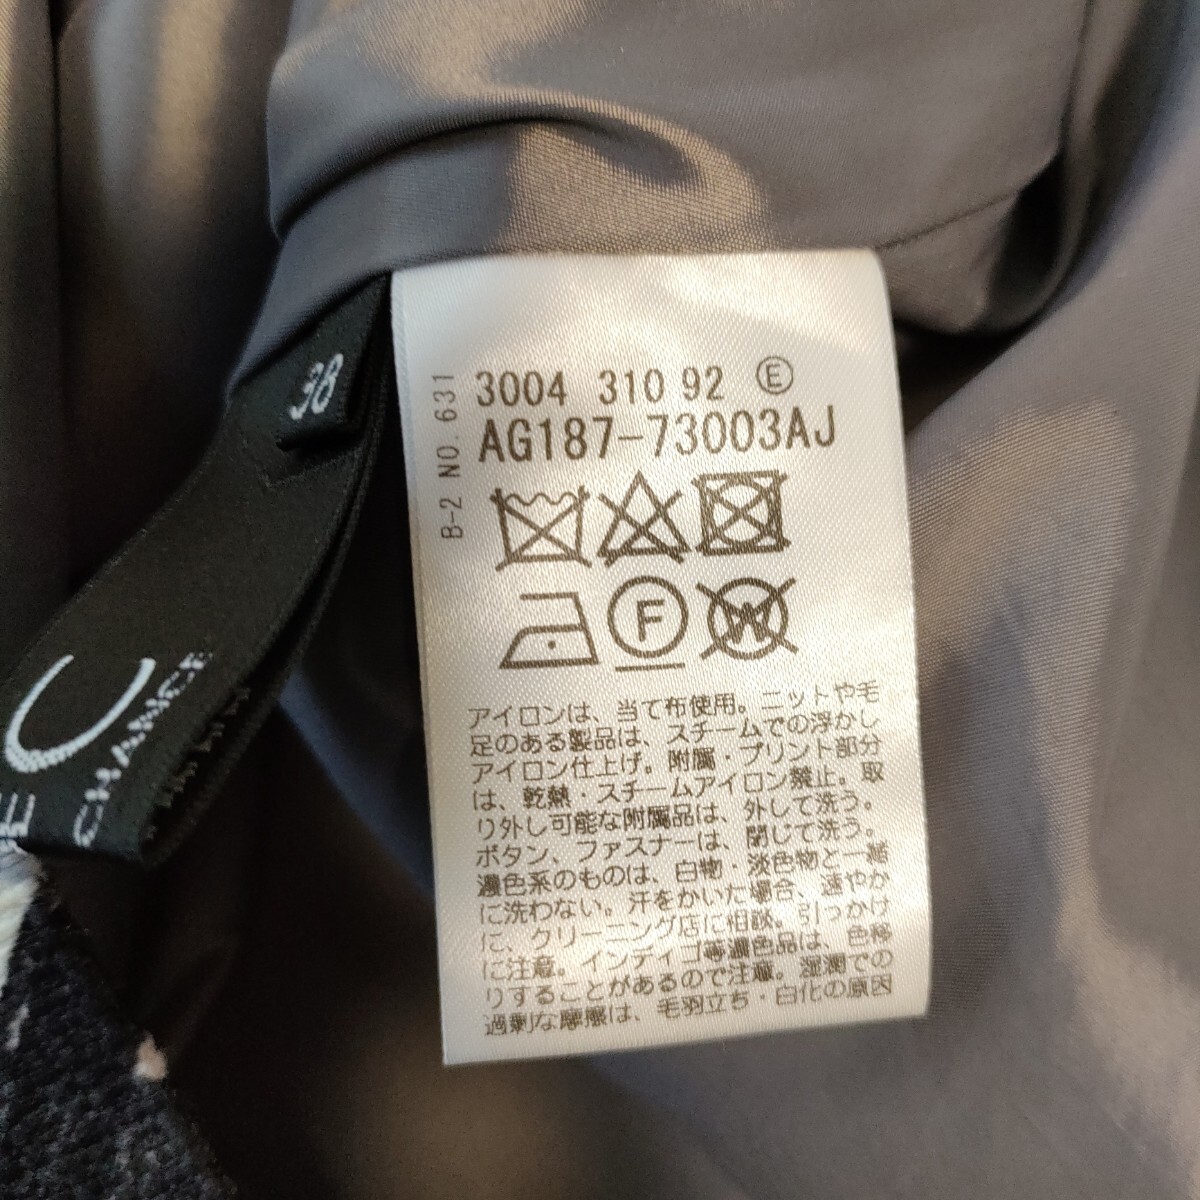 B-2 NO.631
3004 310 92 Ⓔ
AG187-73003AJ
F
W
アイロンは、当て布使用。ニットや毛
足のある製品は、スチームでの浮かし
アイロン仕上げ。附属・プリント部分
は、乾熱・スチームアイロン禁止。取
り外し可能な附属品は、外して洗う。
ボタン、ファスナーは、閉じて洗う。
濃色系のものは、白物・淡色物と一緒
に洗わない。汗をかいた場合、速やか
に、クリーニング店に相談。引っかけ
に注意。インディゴ等濃色品は、色移
りすることがあるので注意。湿潤での
過剰な摩擦は、毛羽立ち・白化の原因
38
C
CHANCE